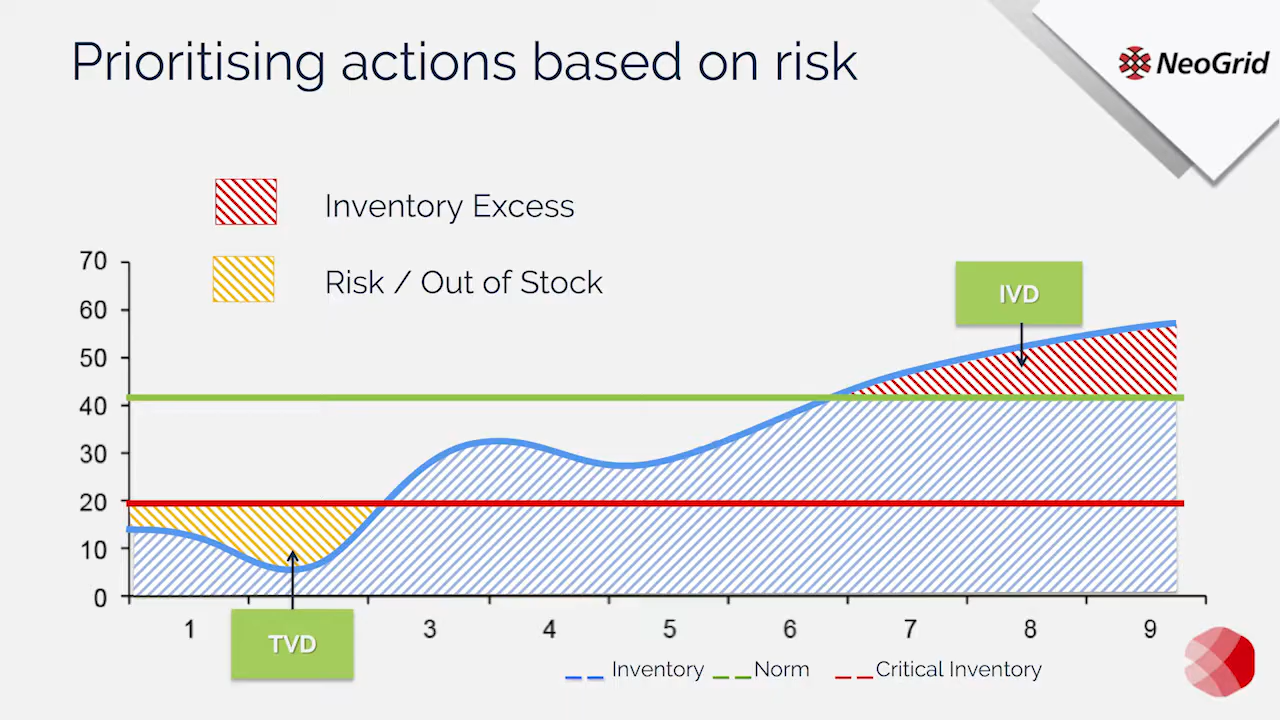 Prioritising actions based on risk
NeoGrid
Inventory Excess
Risk / Out of Stock
70
60
50
40
30
20
10
0
IVD
TVD
1 3 4 5 6 7 8 9
Inventory Norm Critical Inventory